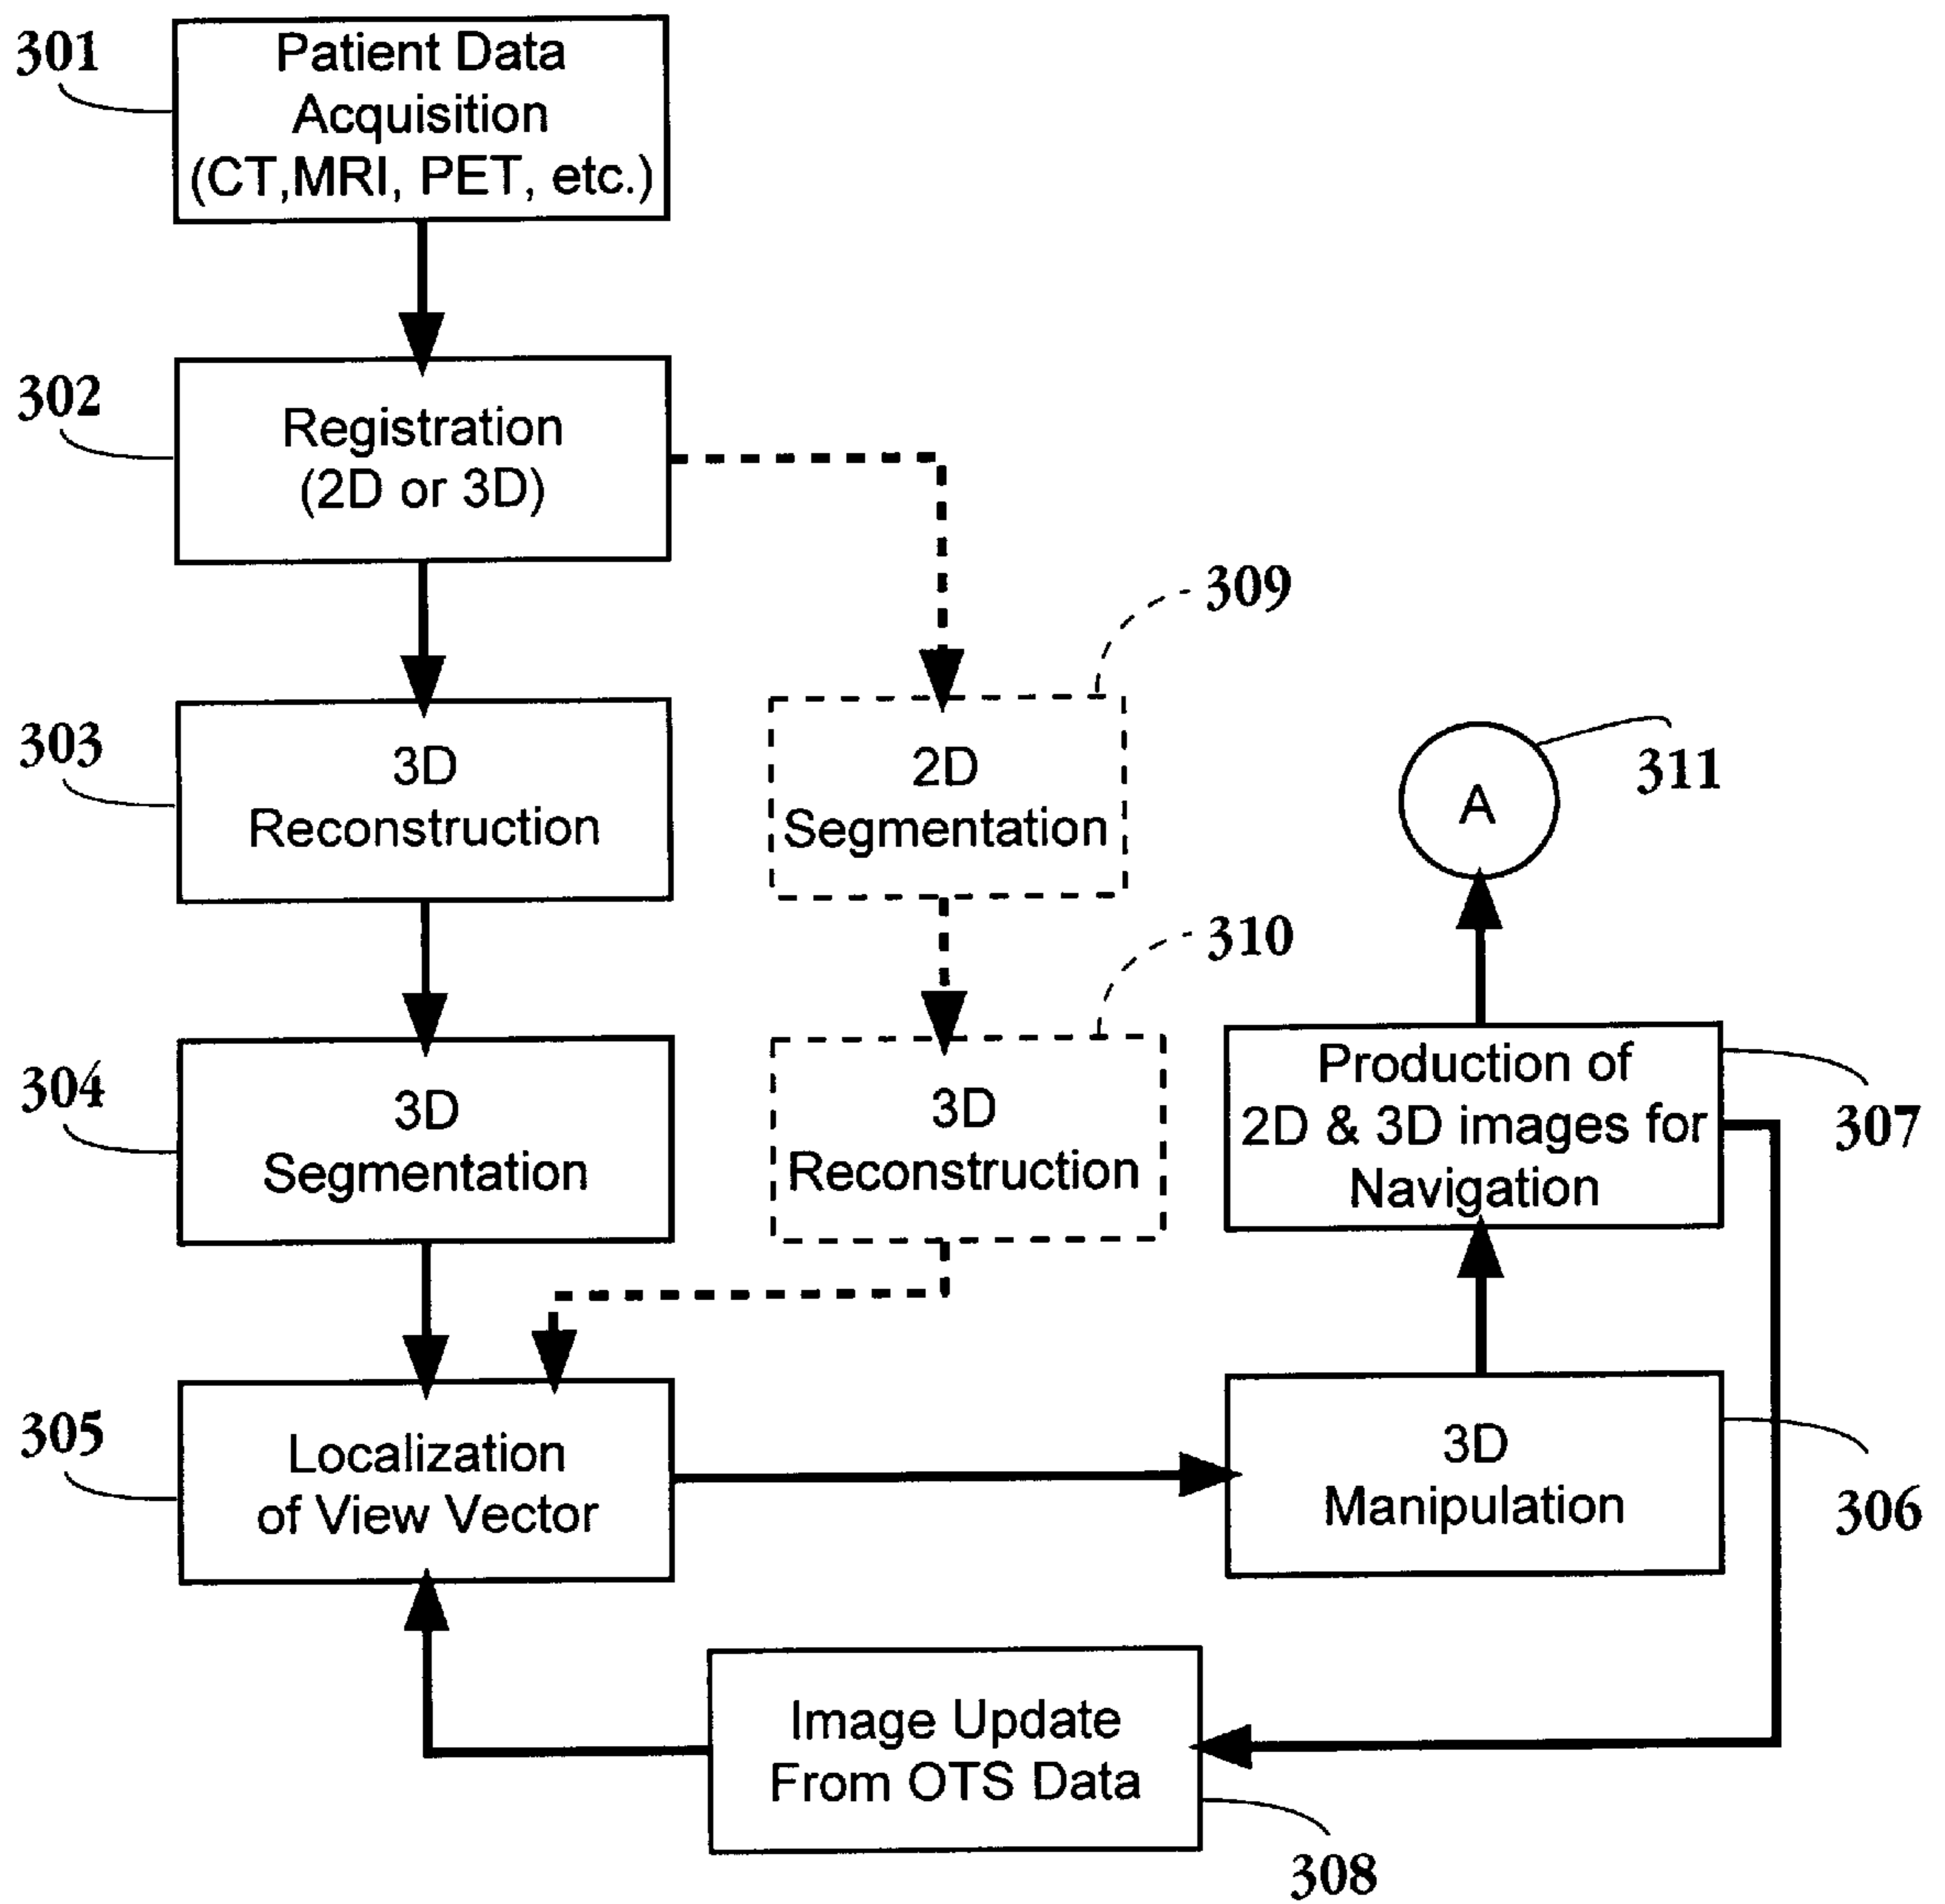 301
Patient Data
Acquisition
(CT,MRI, PET, etc.)
302
Registration
(2D or 3D)
309
303
3D
Reconstruction
2D
Segmentation
A
311
310
304
3D
Segmentation
3D
Reconstruction
Production of
2D & 3D images for
Navigation
307
305
Localization
of View Vector
3D
Manipulation
306
Image Update
From OTS Data
308